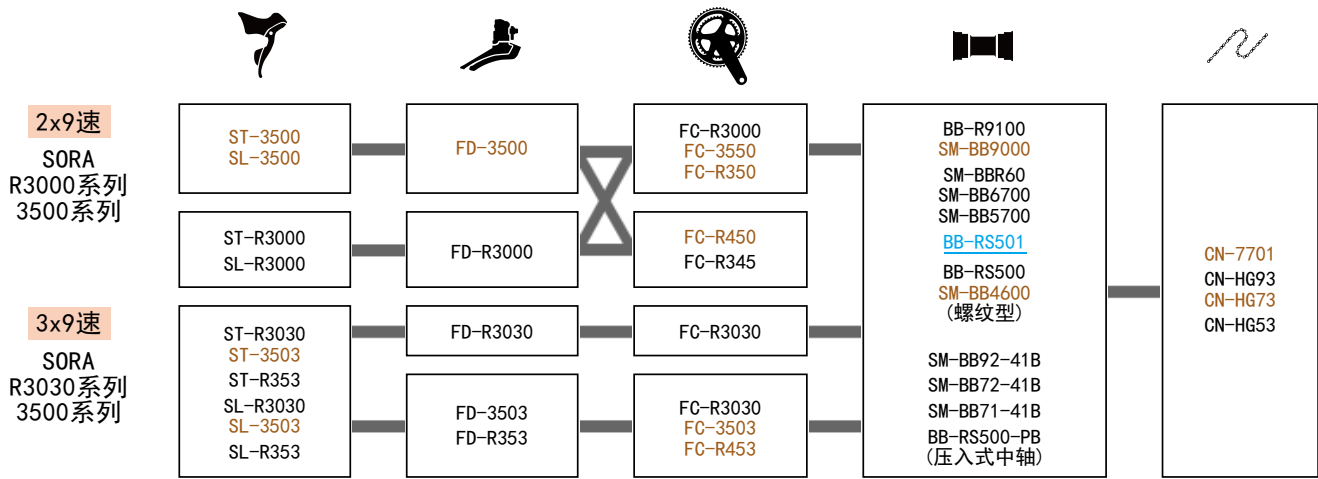 2x9速
SORA
R3000系列
3500系列
ST-3500
SL-3500
FD-3500
FC-R3000
FC-3550
FC-R350
ST-R3000
SL-R3000
FD-R3000
FC-R450
FC-R345
3x9速
SORA
R3030系列
3500系列
ST-R3030
ST-3503
ST-R353
SL-R3030
SL-3503
SL-R353
FD-R3030
FC-R3030
FD-3503
FD-R353
FC-R3030
FC-3503
FC-R453
BB-R9100
SM-BB9000
SM-BBR60
SM-BB6700
SM-BB5700
BB-RS501
BB-RS500
SM-BB4600
(螺纹型)
SM-BB92-41B
SM-BB72-41B
SM-BB71-41B
BB-RS500-PB
(压入式中轴)
CN-7701
CN-HG93
CN-HG73
CN-HG53